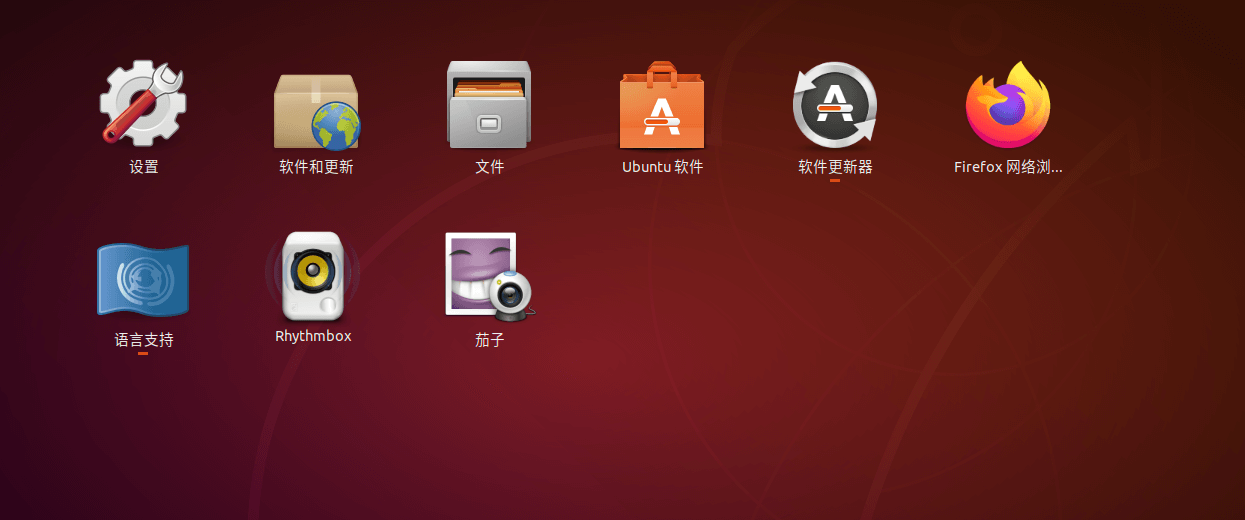 设置
软件和更新
文件
Ubuntu 软件
软件更新器
Firefox 网络浏...
语言支持
Rhythmbox
茄子